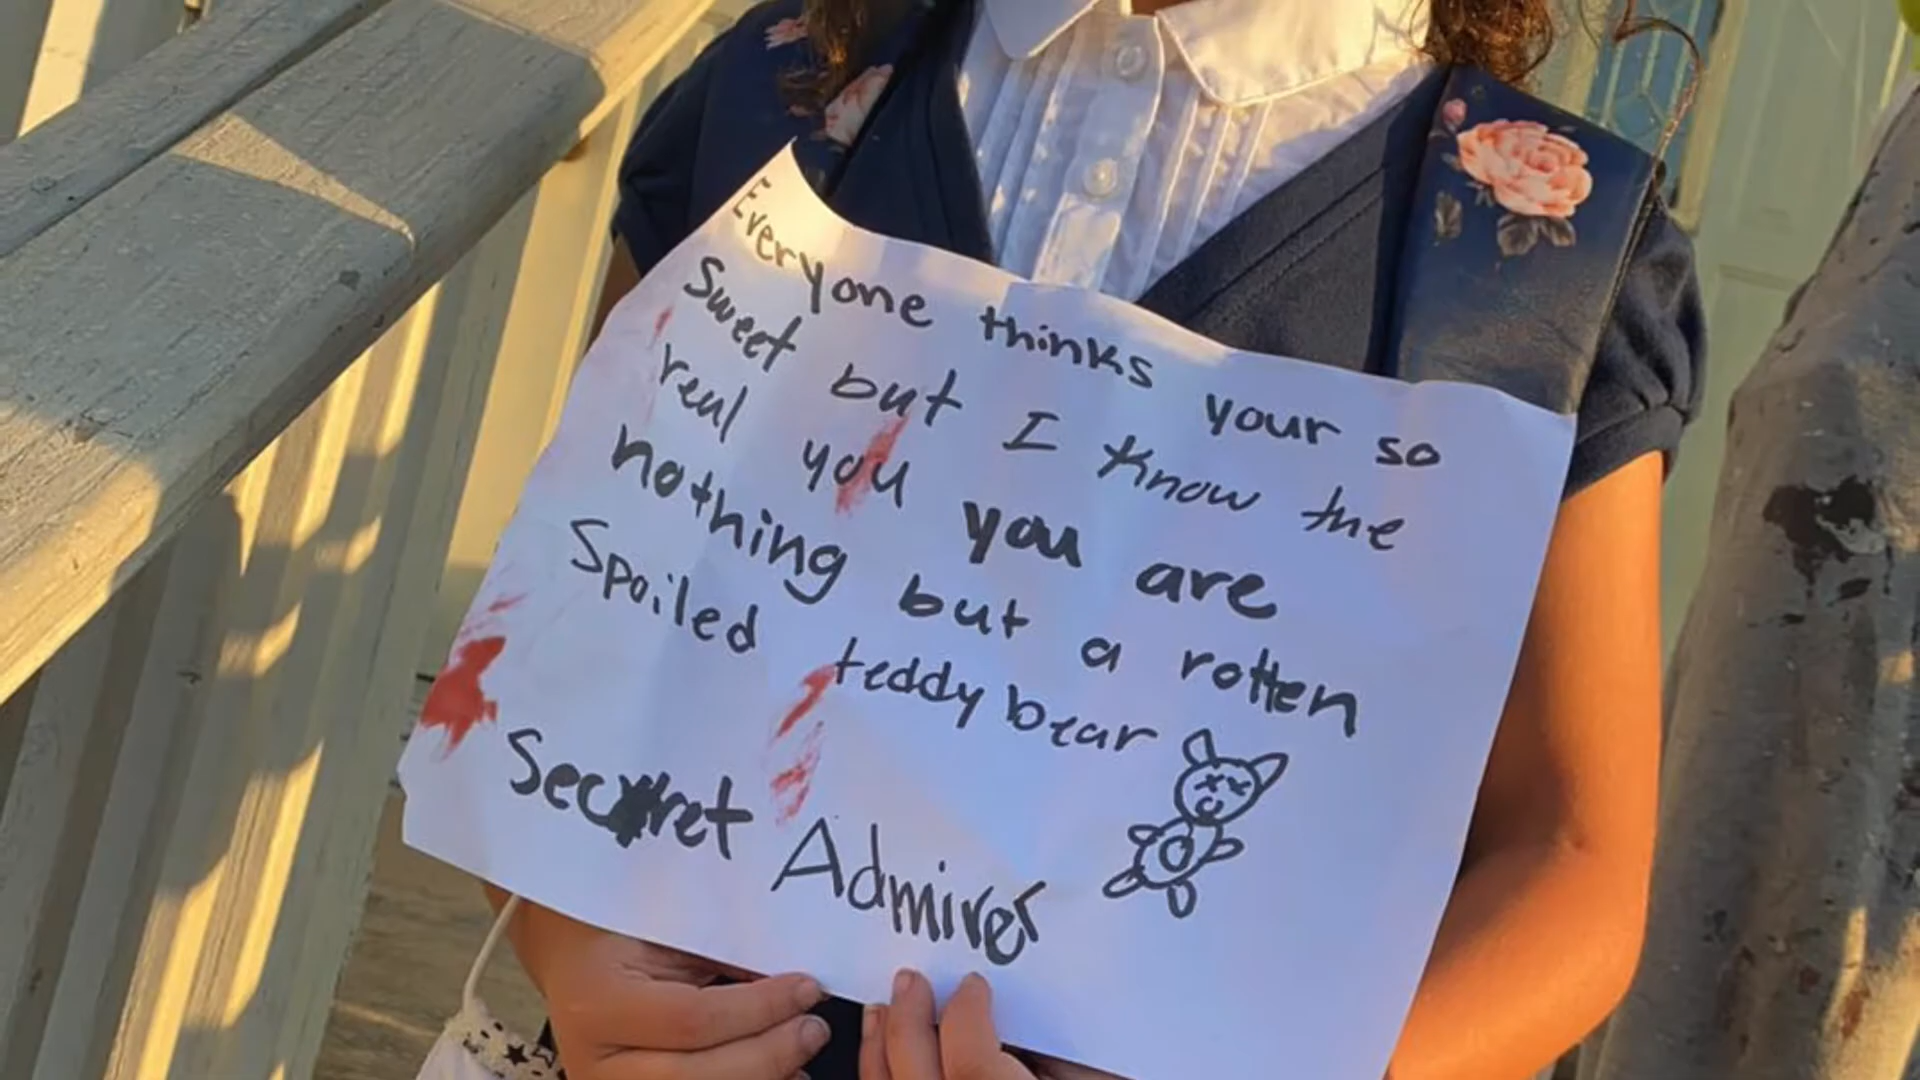 Everyone thinks your so
Sweet but I know the
real you you are
nothing but a rotten
Spoiled teddy bear
Secret Admirer